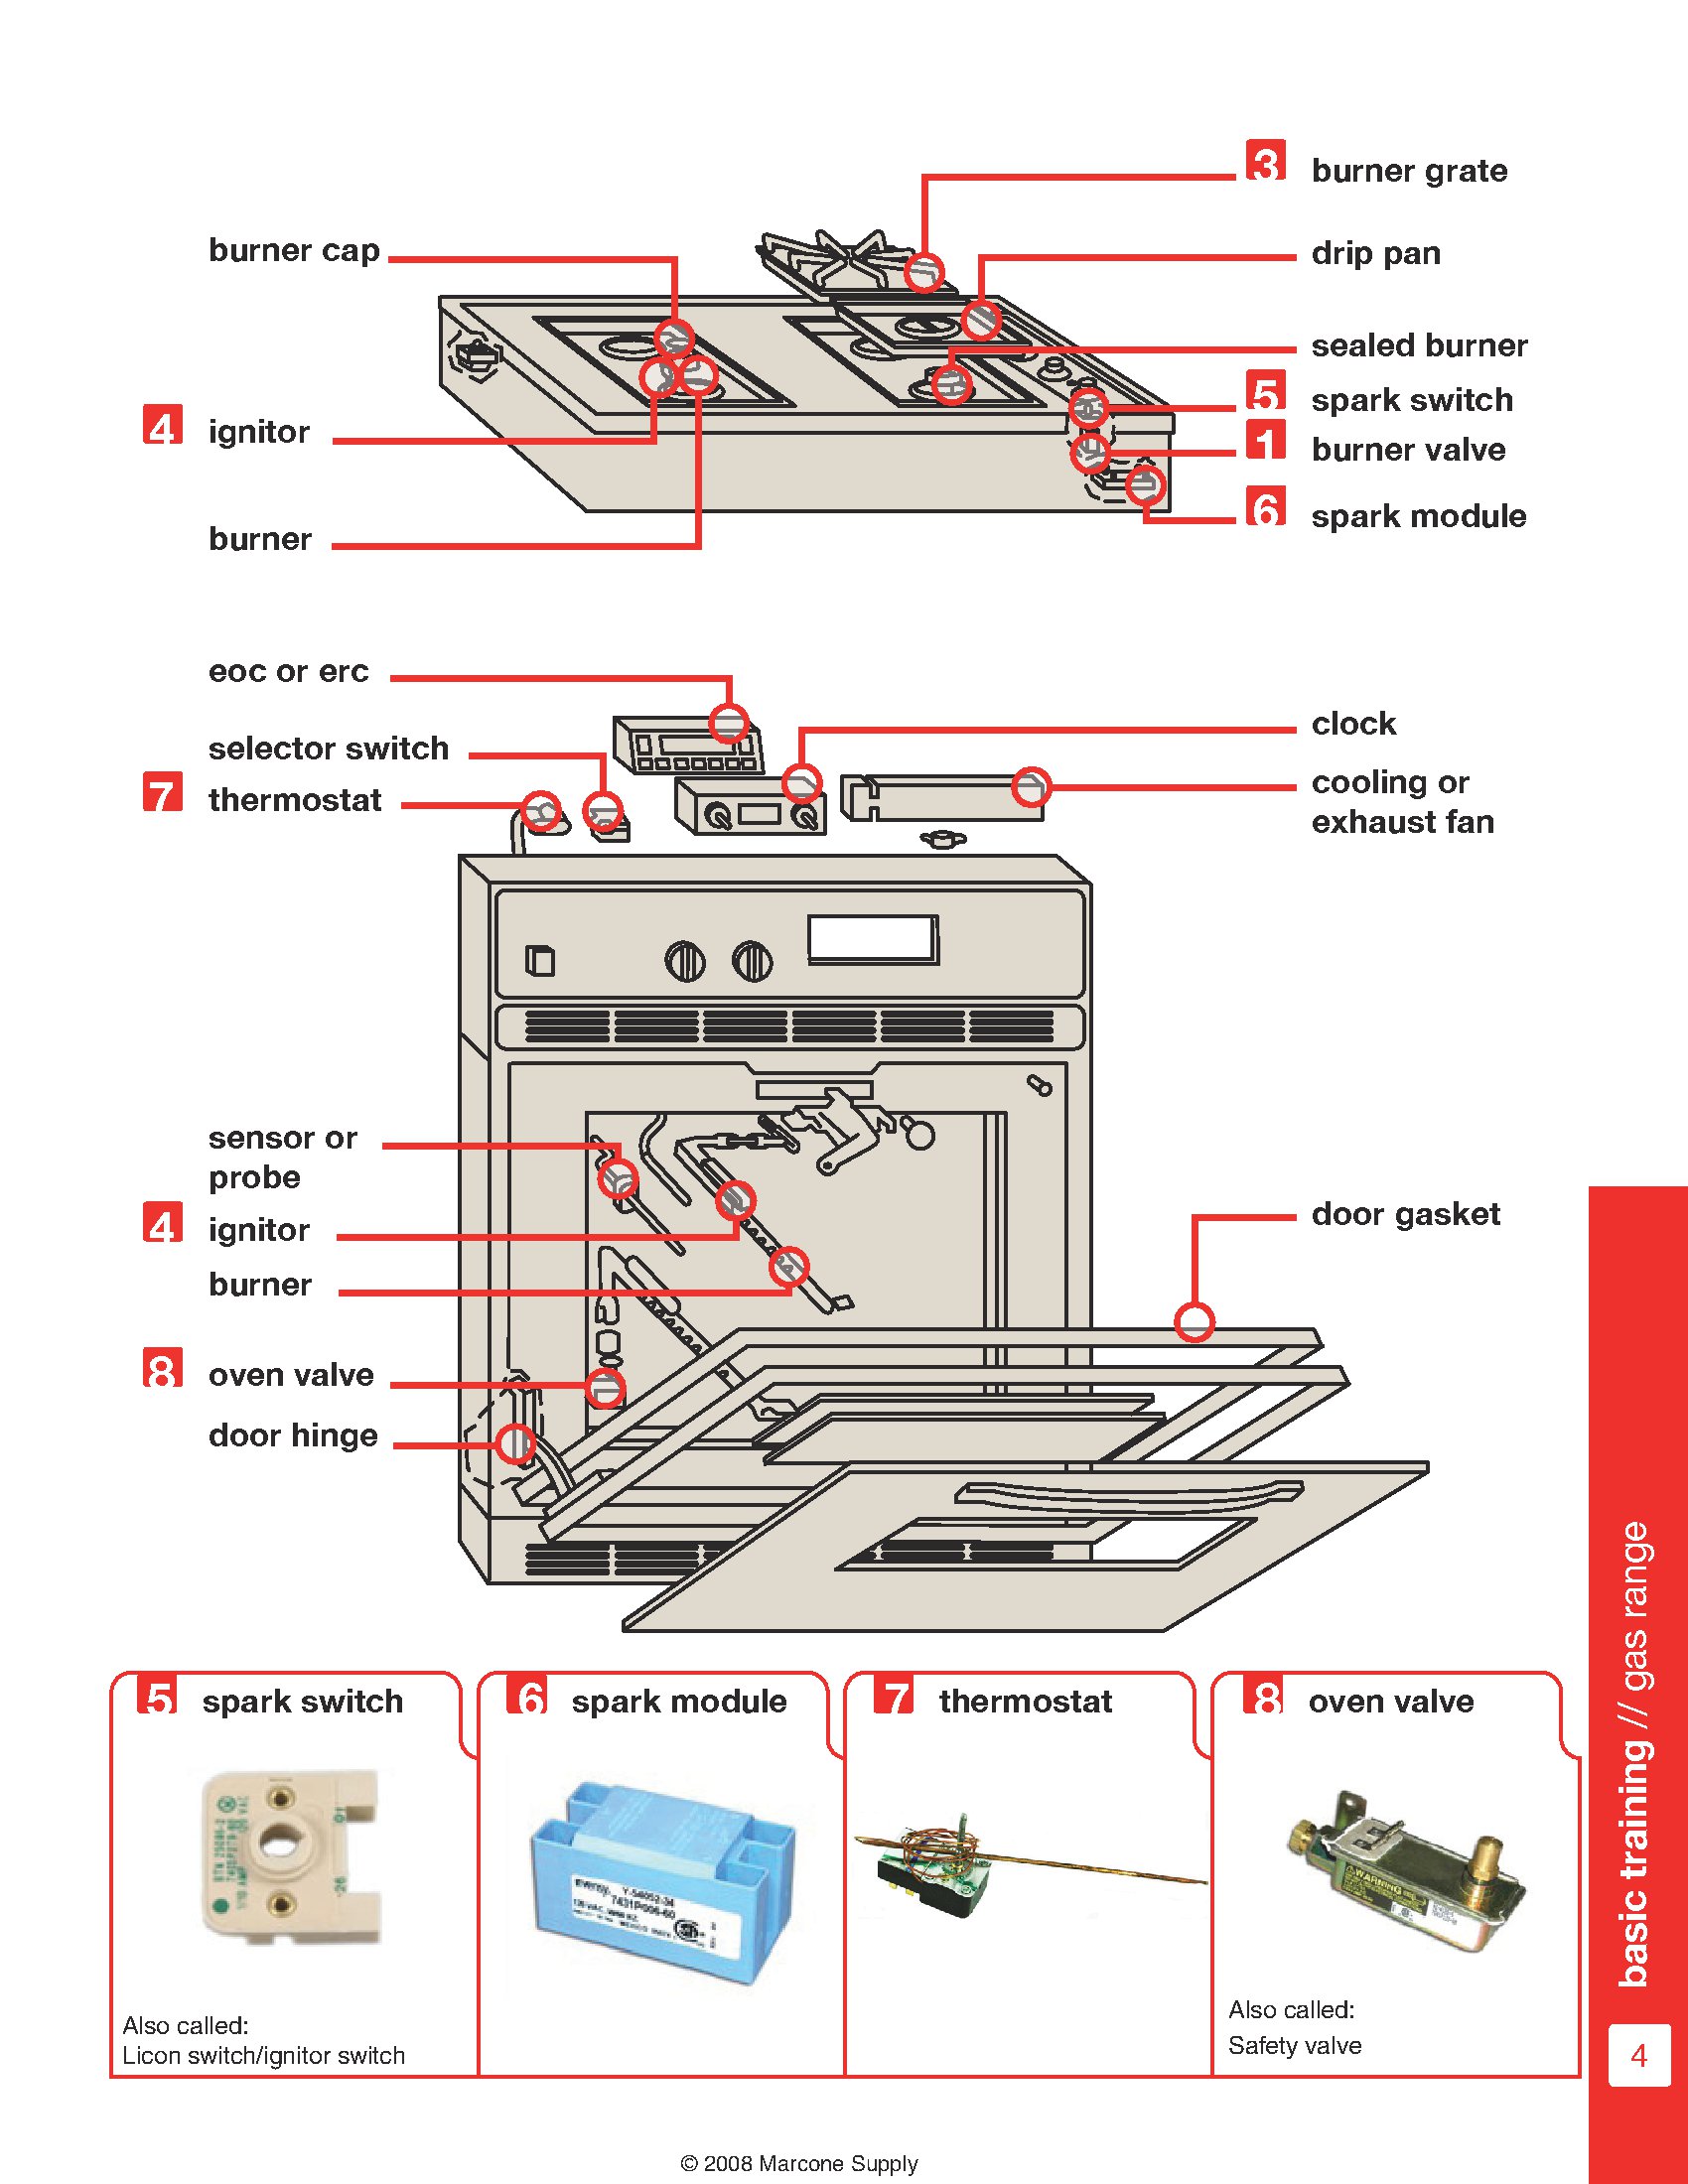 3 burner grate
burner cap
drip pan
sealed burner
5 spark switch
4 ignitor
1 burner valve
6 spark module
burner
eoc or erc
clock
selector switch
7 thermostat
cooling or
exhaust fan
sensor or
probe
4 ignitor
door gasket
burner
8 oven valve
door hinge
5 spark switch
Also called:
Licon switch/ignitor switch
6 spark module
7 thermostat
8 oven valve
WARNING
Also called:
Safety valve
basic training // gas range
4
© 2008 Marcone Supply